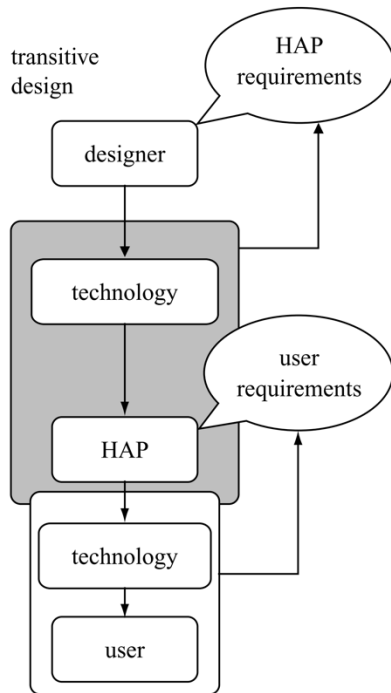 transitive
design
HAP
requirements
designer
technology
user
requirements
HAP
technology
user